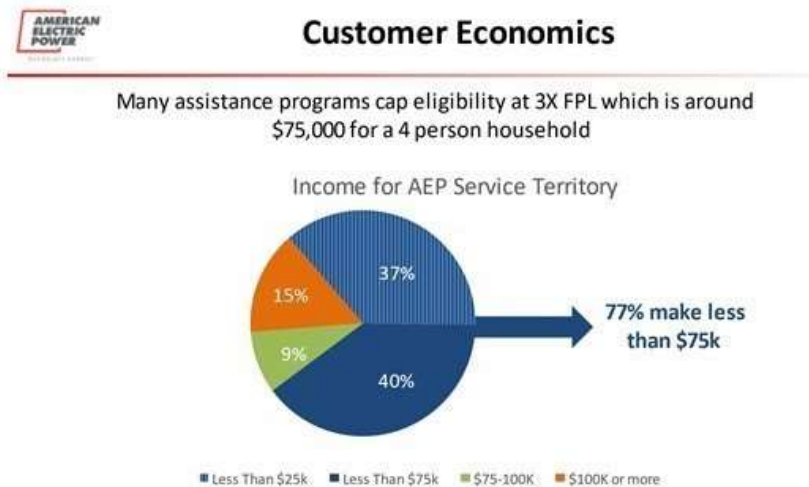 AMERICAN
ELECTRIC
POWER
Customer Economics
Many assistance programs cap eligibility at 3X FPL which is around
$75,000 for a 4 person household
Income for AEP Service Territory
37%
15%
77% make less
than $75k
9%
40%
Less Than $25k Less Than $75k $75-100K $100K or more